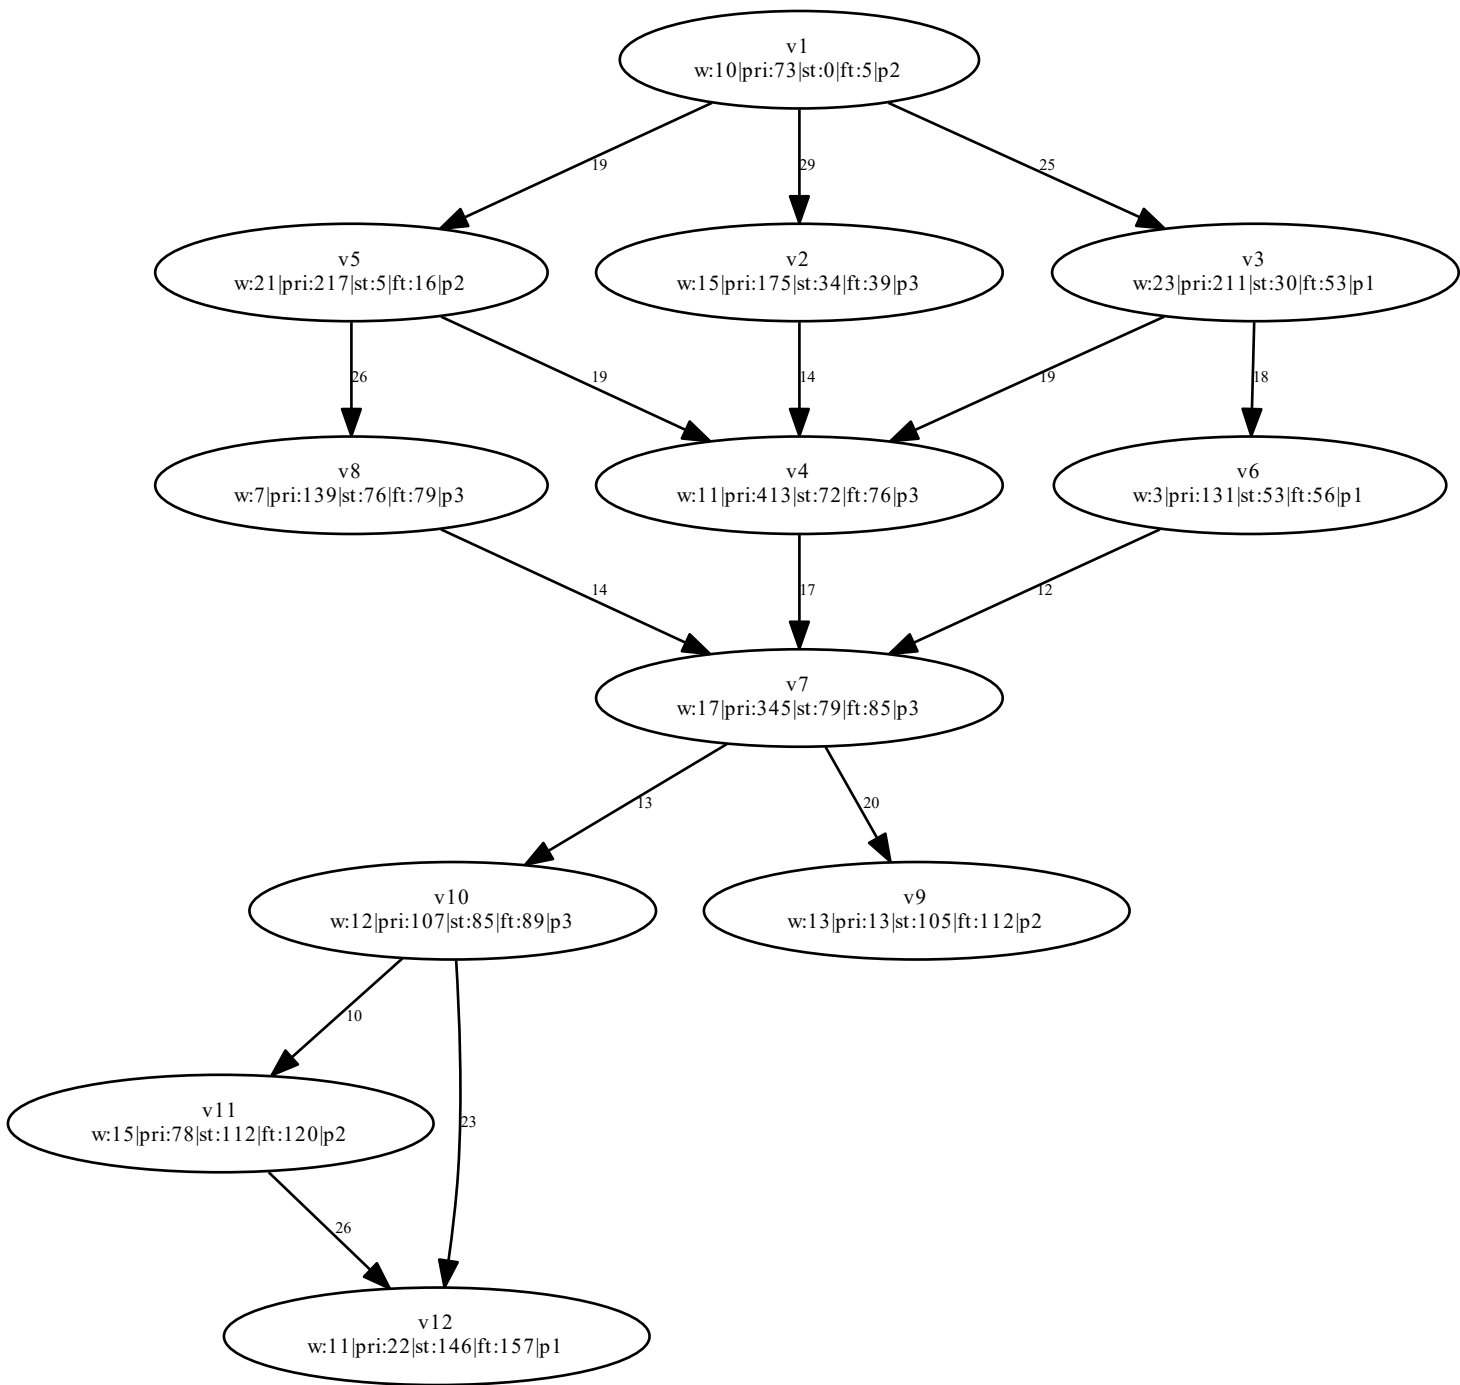 v1
w:10|pri:73|st:0|ft:5|p2
19
29
25
v5
w:21|pri:217|st:5|ft:16|p2
v2
w:15|pri:175|st:34|ft:39|p3
v3
w:23|pri:211|st:30|ft:53|p1
26
19
14
19
18
v8
w:7|pri:139|st:76|ft:79|p3
v4
w:11|pri:413|st:72|ft:76|p3
v6
w:3|pri:131|st:53|ft:56|p1
14
17
12
v7
w:17|pri:345|st:79|ft:85|p3
13
20
v10
w:12|pri:107|st:85|ft:89|p3
v9
w:13|pri:13|st:105|ft:112|p2
10
23
v11
w:15|pri:78|st:112|ft:120|p2
26
v12
w:11|pri:22|st:146|ft:157|p1